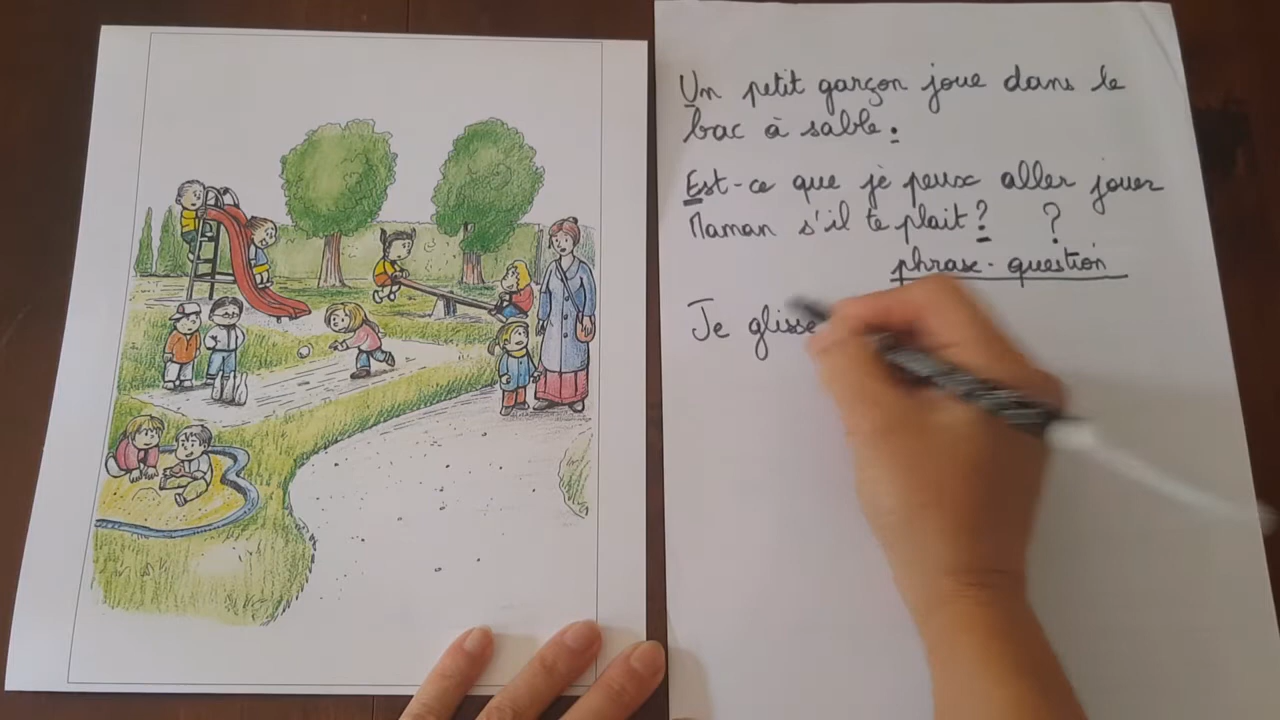 Un petit garçon joue dans le
bac à sable.
Est-ce que je peux aller jouer
Maman s'il te plait ? ?
phrase-question
Je glisse